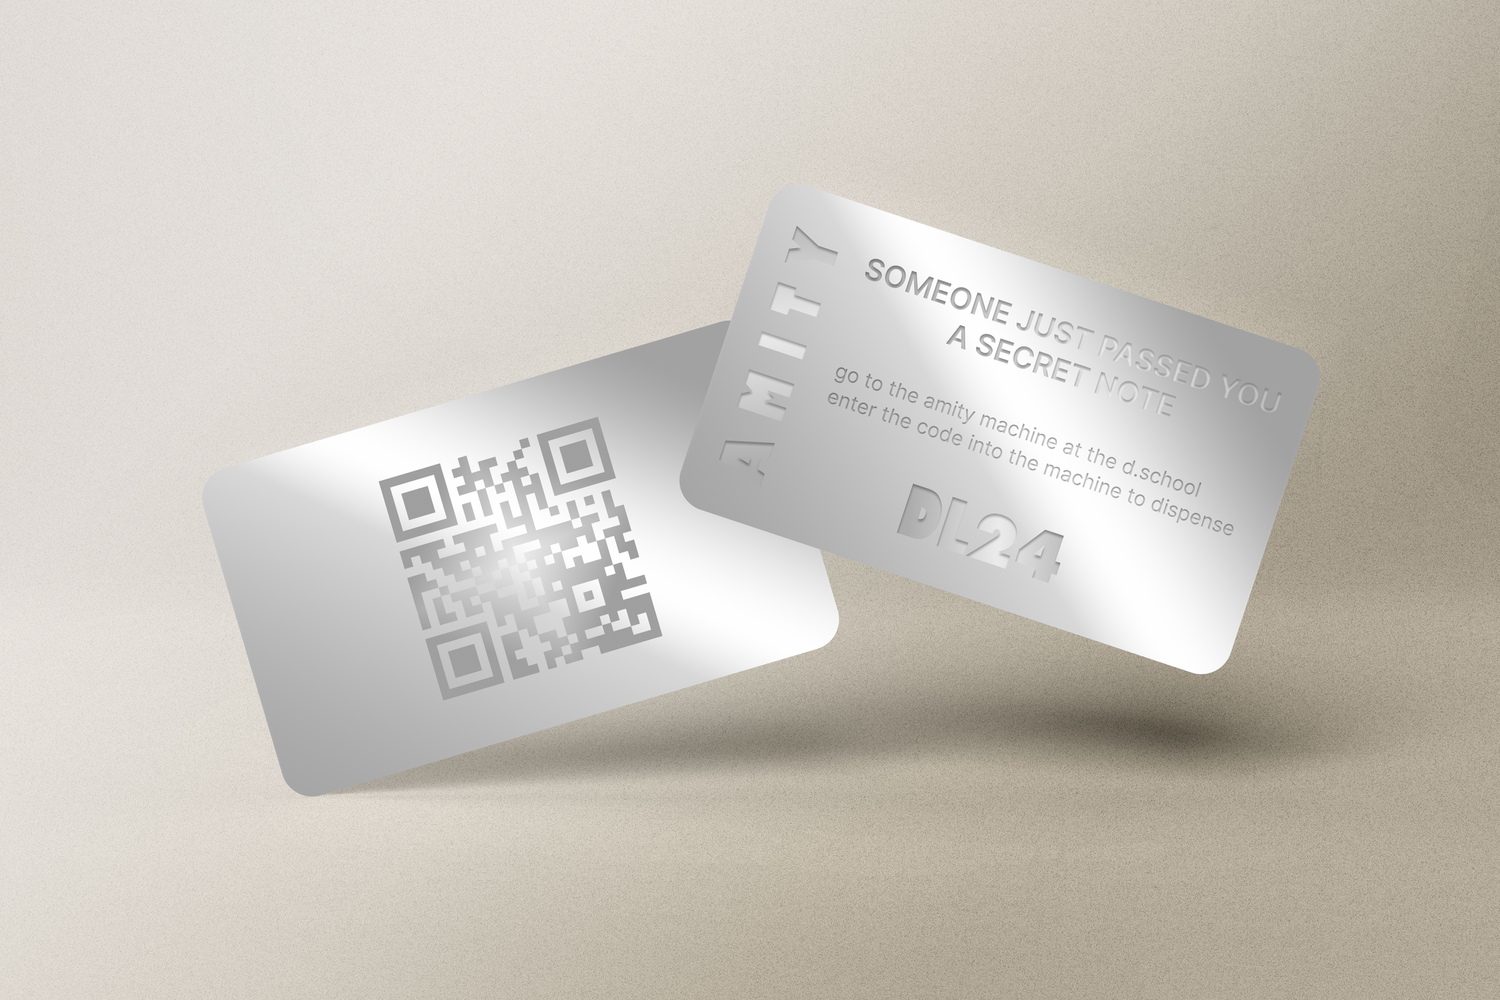 AMITY
SOMEONE JUST PASSED YOU
A SECRET NOTE
go to the amity machine at the d.school
enter the code into the machine to dispense
DL24